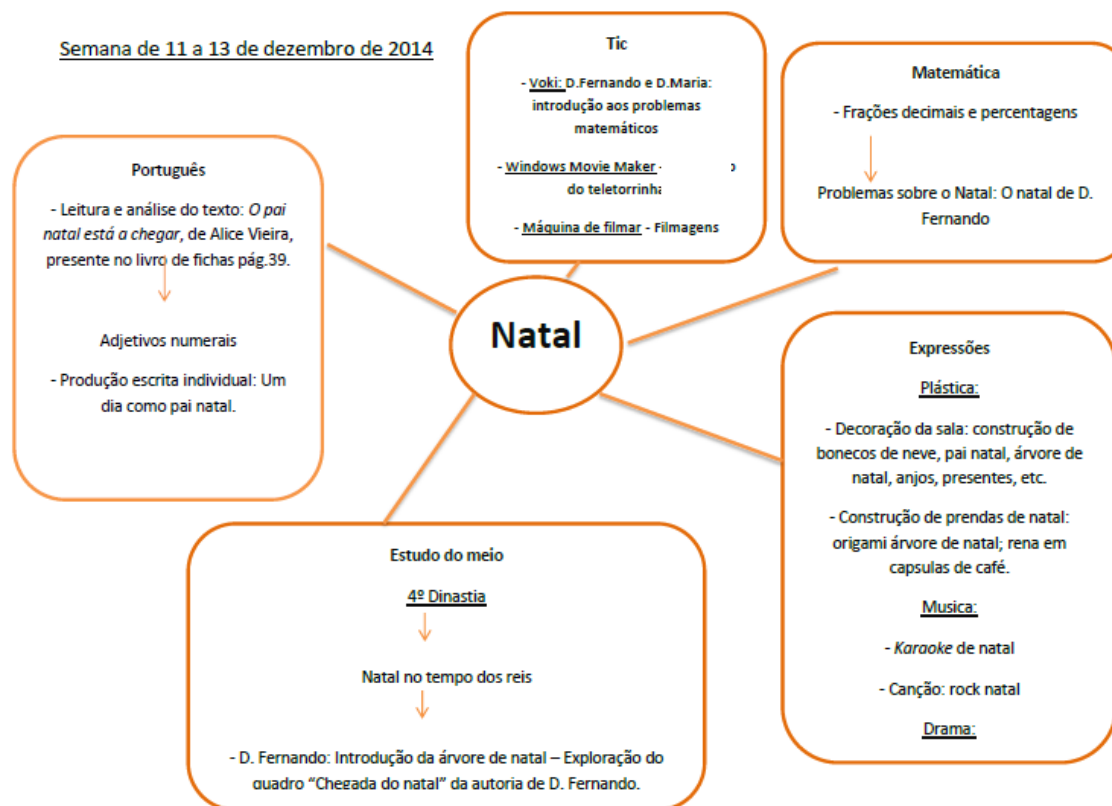 Semana de 11 a 13 de dezembro de 2014
Tic
- Voki: D.Fernando e D.Maria:
introdução aos problemas
matemáticos
- Windows Movie Maker -
do teletorrinha
- Máquina de filmar - Filmagens
Matemática
- Frações decimais e percentagens
Problemas sobre o Natal: O natal de D.
Fernando
Português
- Leitura e análise do texto: O pai
natal está a chegar, de Alice Vieira,
presente no livro de fichas pág.39.
Adjetivos numerais
- Produção escrita individual: Um
dia como pai natal.
Natal
Expressões
Plástica:
- Decoração da sala: construção de
bonecos de neve, pai natal, árvore de
natal, anjos, presentes, etc.
- Construção de prendas de natal:
origami árvore de natal; rena em
capsulas de café.
Musica:
- Karaoke de natal
- Canção: rock natal
Drama:
Estudo do meio
4º Dinastia
Natal no tempo dos reis
- D. Fernando: Introdução da árvore de natal – Exploração do
quadro “Chegada do natal” da autoria de D. Fernando.